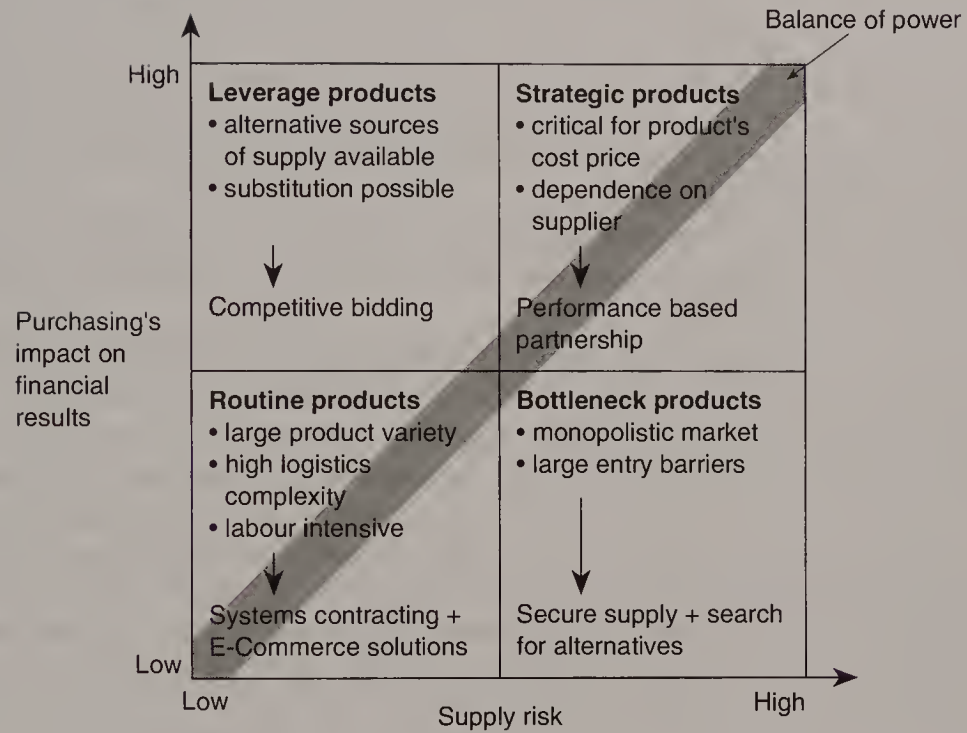 Balance of power
High
Leverage products
• alternative sources
of supply available
• substitution possible
Competitive bidding
Strategic products
• critical for product's
cost price
• dependence on
supplier
Performance based
partnership
Purchasing's
impact on
financial
results
Routine products
• large product variety
• high logistics
complexity
• labour intensive
Systems contracting +
E-Commerce solutions
Bottleneck products
• monopolistic market
• large entry barriers
Secure supply + search
for alternatives
Low
Low
Supply risk
High